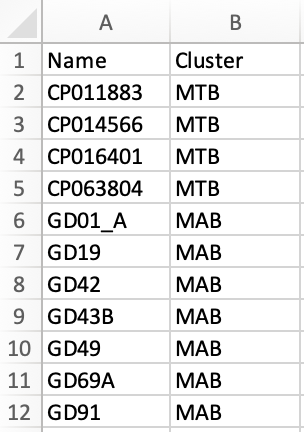 A B
1 Name Cluster
2 CP011883 MTB
3 CP014566 MTB
4 CP016401 MTB
5 CP063804 MTB
6 GD01_A MAB
7 GD19 MAB
8 GD42 MAB
9 GD43B MAB
10 GD49 MAB
11 GD69A MAB
12 GD91 MAB